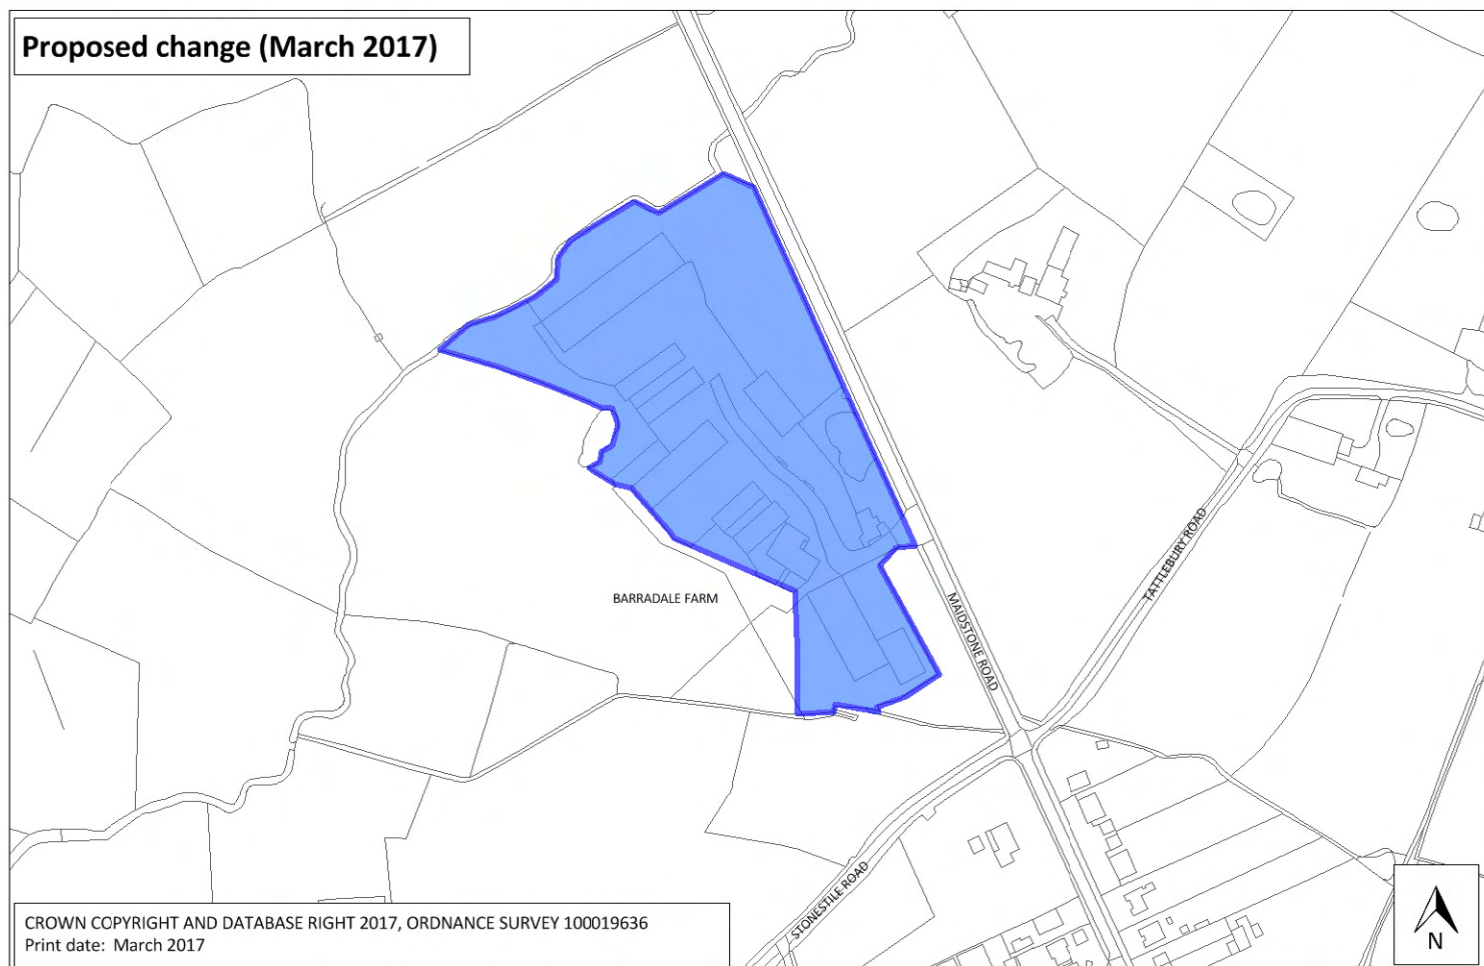 Proposed change (March 2017)
BARRADALE FARM
MAIDSTONE ROAD
TATTLEBURY ROAD
STONESTILE ROAD
CROWN COPYRIGHT AND DATABASE RIGHT 2017, ORDNANCE SURVEY 100019636
Print date: March 2017
N